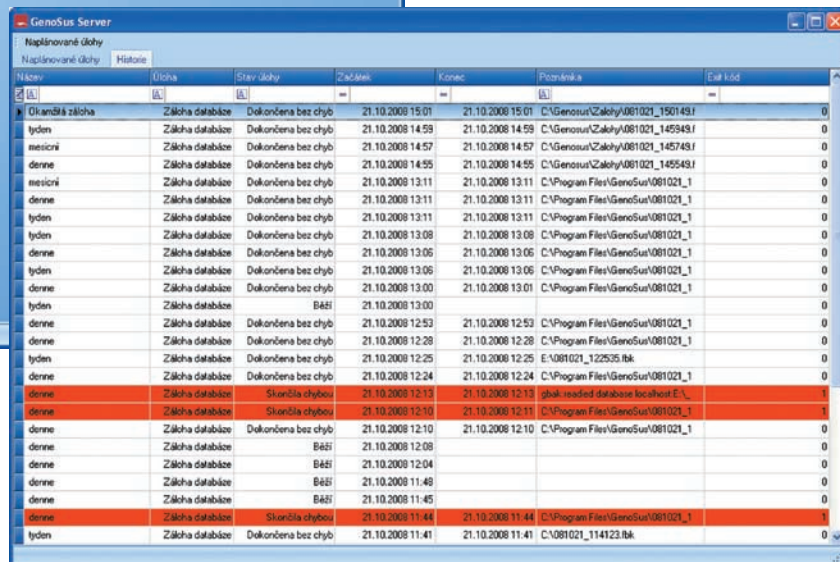 GenoSus Server
Naplánované úlohy
Naplánované úlohy Historie
Název Úloha Stav úlohy Začátek Konec Poznámka Exit kód
A A A = = A =
Okamžitá záloha Záloha databáze Dokončena bez chyb 21.10.2008 15:01 21.10.2008 15:01 C:\Genosus\Zalohy\081021_150149.f 0
tyden Záloha databáze Dokončena bez chyb 21.10.2008 14:59 21.10.2008 14:59 C:\Genosus\Zalohy\081021_145949.f 0
mesicni Záloha databáze Dokončena bez chyb 21.10.2008 14:57 21.10.2008 14:57 C:\Genosus\Zalohy\081021_145749.f 0
denne Záloha databáze Dokončena bez chyb 21.10.2008 14:55 21.10.2008 14:55 C:\Genosus\Zalohy\081021_145549.f 0
mesicni Záloha databáze Dokončena bez chyb 21.10.2008 13:11 21.10.2008 13:11 C:\Program Files\GenoSus\081021_1 0
denne Záloha databáze Dokončena bez chyb 21.10.2008 13:11 21.10.2008 13:11 C:\Program Files\GenoSus\081021_1 0
tyden Záloha databáze Dokončena bez chyb 21.10.2008 13:11 21.10.2008 13:11 C:\Program Files\GenoSus\081021_1 0
tyden Záloha databáze Dokončena bez chyb 21.10.2008 13:08 21.10.2008 13:08 C:\Program Files\GenoSus\081021_1 0
denne Záloha databáze Dokončena bez chyb 21.10.2008 13:06 21.10.2008 13:06 C:\Program Files\GenoSus\081021_1 0
tyden Záloha databáze Dokončena bez chyb 21.10.2008 13:06 21.10.2008 13:06 C:\Program Files\GenoSus\081021_1 0
denne Záloha databáze Dokončena bez chyb 21.10.2008 13:00 21.10.2008 13:01 C:\Program Files\GenoSus\081021_1 0
tyden Záloha databáze Běží 21.10.2008 13:00 0
denne Záloha databáze Dokončena bez chyb 21.10.2008 12:53 21.10.2008 12:53 C:\Program Files\GenoSus\081021_1 0
denne Záloha databáze Dokončena bez chyb 21.10.2008 12:28 21.10.2008 12:28 C:\Program Files\GenoSus\081021_1 0
tyden Záloha databáze Dokončena bez chyb 21.10.2008 12:25 21.10.2008 12:25 E:\081021_122535.fbk 0
denne Záloha databáze Dokončena bez chyb 21.10.2008 12:24 21.10.2008 12:24 C:\Program Files\GenoSus\081021_1 0
denne Záloha databáze Skončila chybou 21.10.2008 12:13 21.10.2008 12:13 gbak:readied database localhost:E:\_ 1
denne Záloha databáze Skončila chybou 21.10.2008 12:10 21.10.2008 12:11 C:\Program Files\GenoSus\081021_1 1
denne Záloha databáze Dokončena bez chyb 21.10.2008 12:10 21.10.2008 12:10 C:\Program Files\GenoSus\081021_1 0
denne Záloha databáze Běží 21.10.2008 12:08 0
denne Záloha databáze Běží 21.10.2008 12:04 0
denne Záloha databáze Běží 21.10.2008 11:48 0
denne Záloha databáze Běží 21.10.2008 11:45 0
denne Záloha databáze Skončila chybou 21.10.2008 11:44 21.10.2008 11:44 C:\Program Files\GenoSus\081021_1 1
tyden Záloha databáze Dokončena bez chyb 21.10.2008 11:41 21.10.2008 11:41 C:\081021_114123.fbk 0